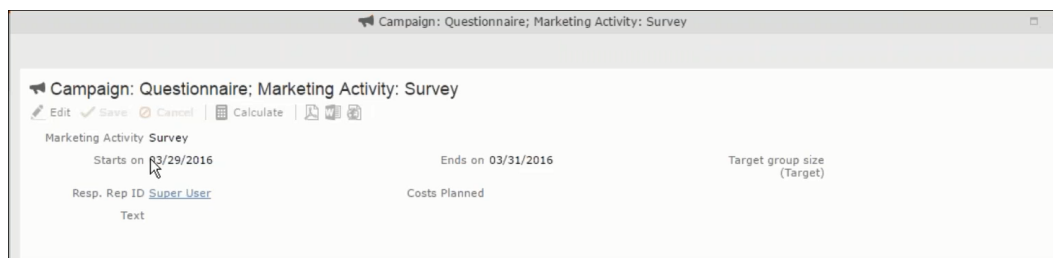 Campaign: Questionnaire; Marketing Activity: Survey
Campaign: Questionnaire; Marketing Activity: Survey
Edit Save Cancel Calculate
Marketing Activity Survey
Starts on 03/29/2016 Ends on 03/31/2016 Target group size
(Target)
Resp. Rep ID Super User Costs Planned
Text